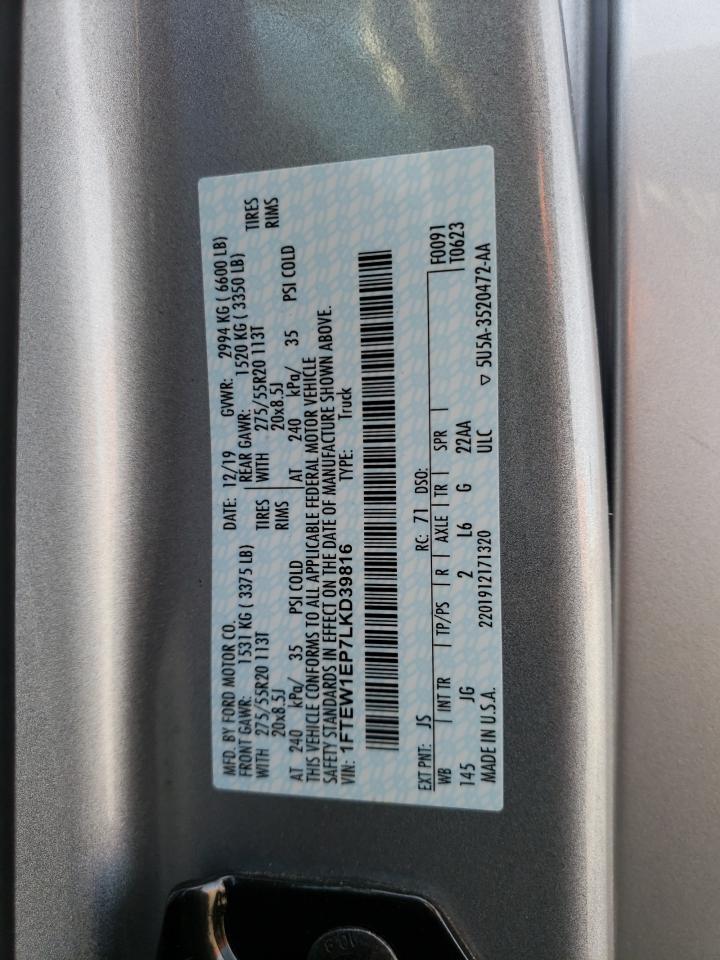 MFD. BY FORD MOTOR CO. DATE: 12/19 GVWR: 2994 KG ( 6600 LB)
FRONT GAWR: 1531 KG ( 3375 LB) REAR GAWR: 1520 KG ( 3350 LB)
WITH 275/55R20 113T TIRES WITH 275/55R20 113T TIRES
20x8.5J RIMS 20x8.5J RIMS
AT 240 kPa/ 35 PSI COLD AT 240 kPa/ 35 PSI COLD
THIS VEHICLE CONFORMS TO ALL APPLICABLE FEDERAL MOTOR VEHICLE
SAFETY STANDARDS IN EFFECT ON THE DATE OF MANUFACTURE SHOWN ABOVE.
VIN: 1FTEW1EP7LKD39816 TYPE: Truck
EXT PNT: JS RC: 71 DSO: F0091
WB INT TR TP/PS R AXLE TR SPR T0623
145 JG 2 L6 G 22AA
MADE IN U.S.A. 2201912171320 ULC ▽ 5U5A-3520472-AA